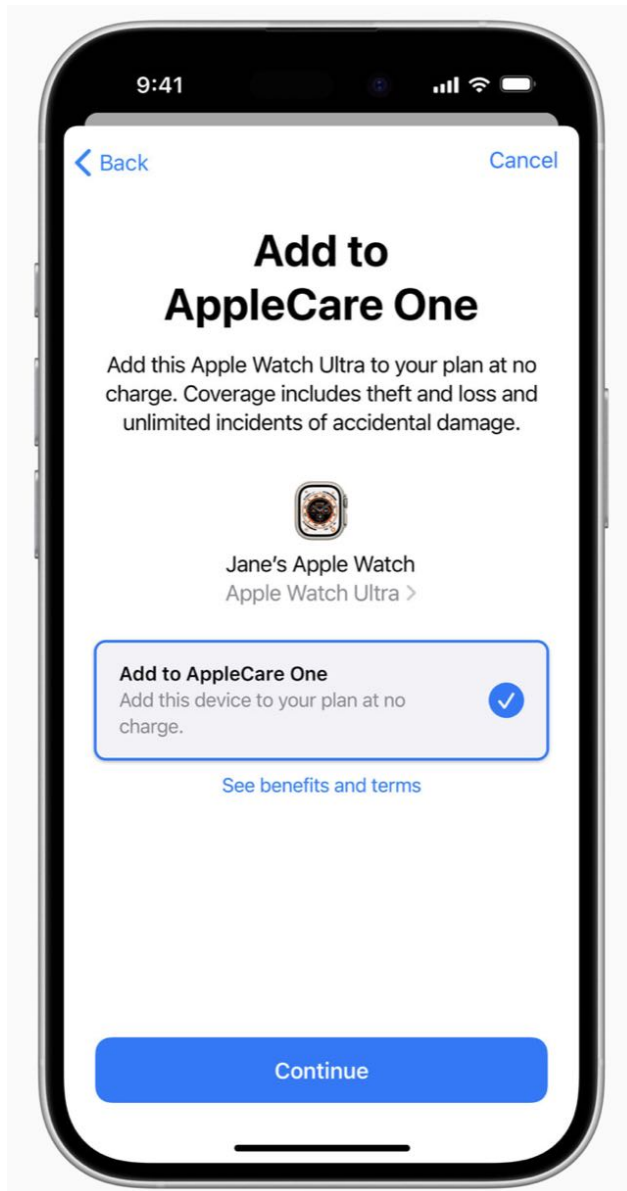 9:41
Back
Cancel
Add to
AppleCare One
Add this Apple Watch Ultra to your plan at no
charge. Coverage includes theft and loss and
unlimited incidents of accidental damage.
Jane’s Apple Watch
Apple Watch Ultra
Add to AppleCare One
Add this device to your plan at no
charge.
See benefits and terms
Continue